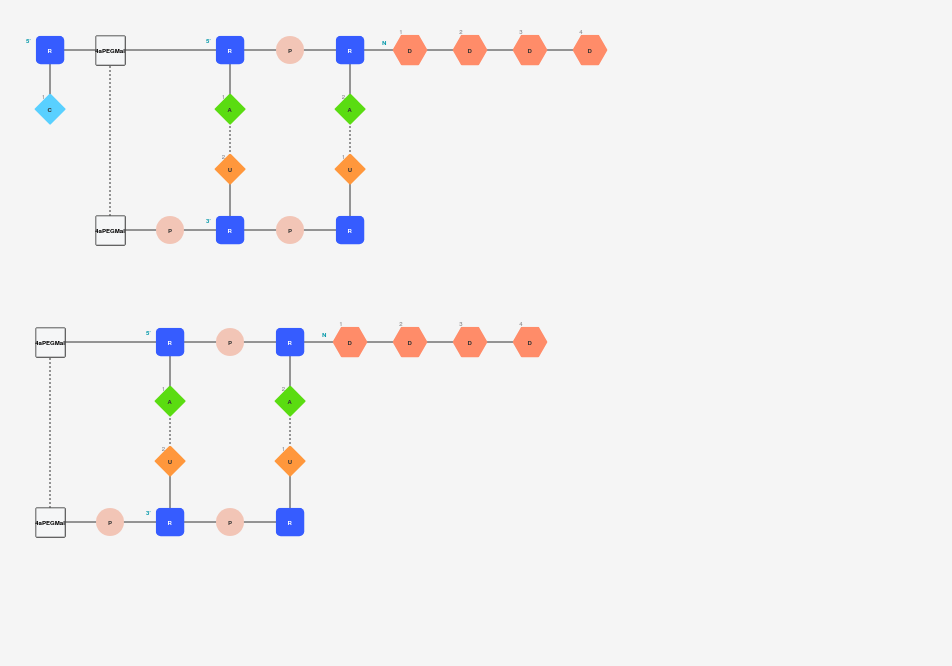 1 2 3 4
5' R 4aPEGMal 5' R P R N D D D D
1 C 1 A 2 A
2 U 1 U
4aPEGMal P 3' R P R
1 2 3 4
4aPEGMal 5' R P R N D D D D
1 A 2 A
2 U 1 U
4aPEGMal P 3' R P R